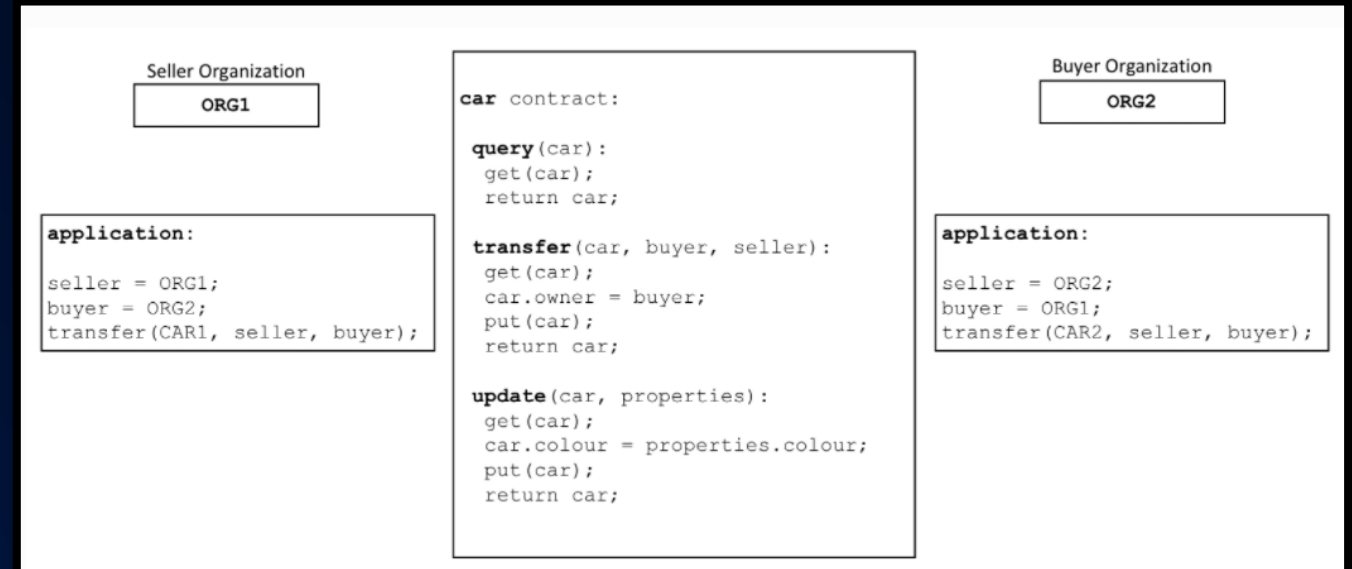 Seller Organization
ORG1
application:
seller = ORG1;
buyer = ORG2;
transfer(CAR1, seller, buyer);
car contract:
query(car):
get(car);
return car;
transfer(car, buyer, seller):
get(car);
car.owner = buyer;
put(car);
return car;
update(car, properties):
get(car);
car.colour = properties.colour;
put(car);
return car;
Buyer Organization
ORG2
application:
seller = ORG2;
buyer = ORG1;
transfer(CAR2, seller, buyer);